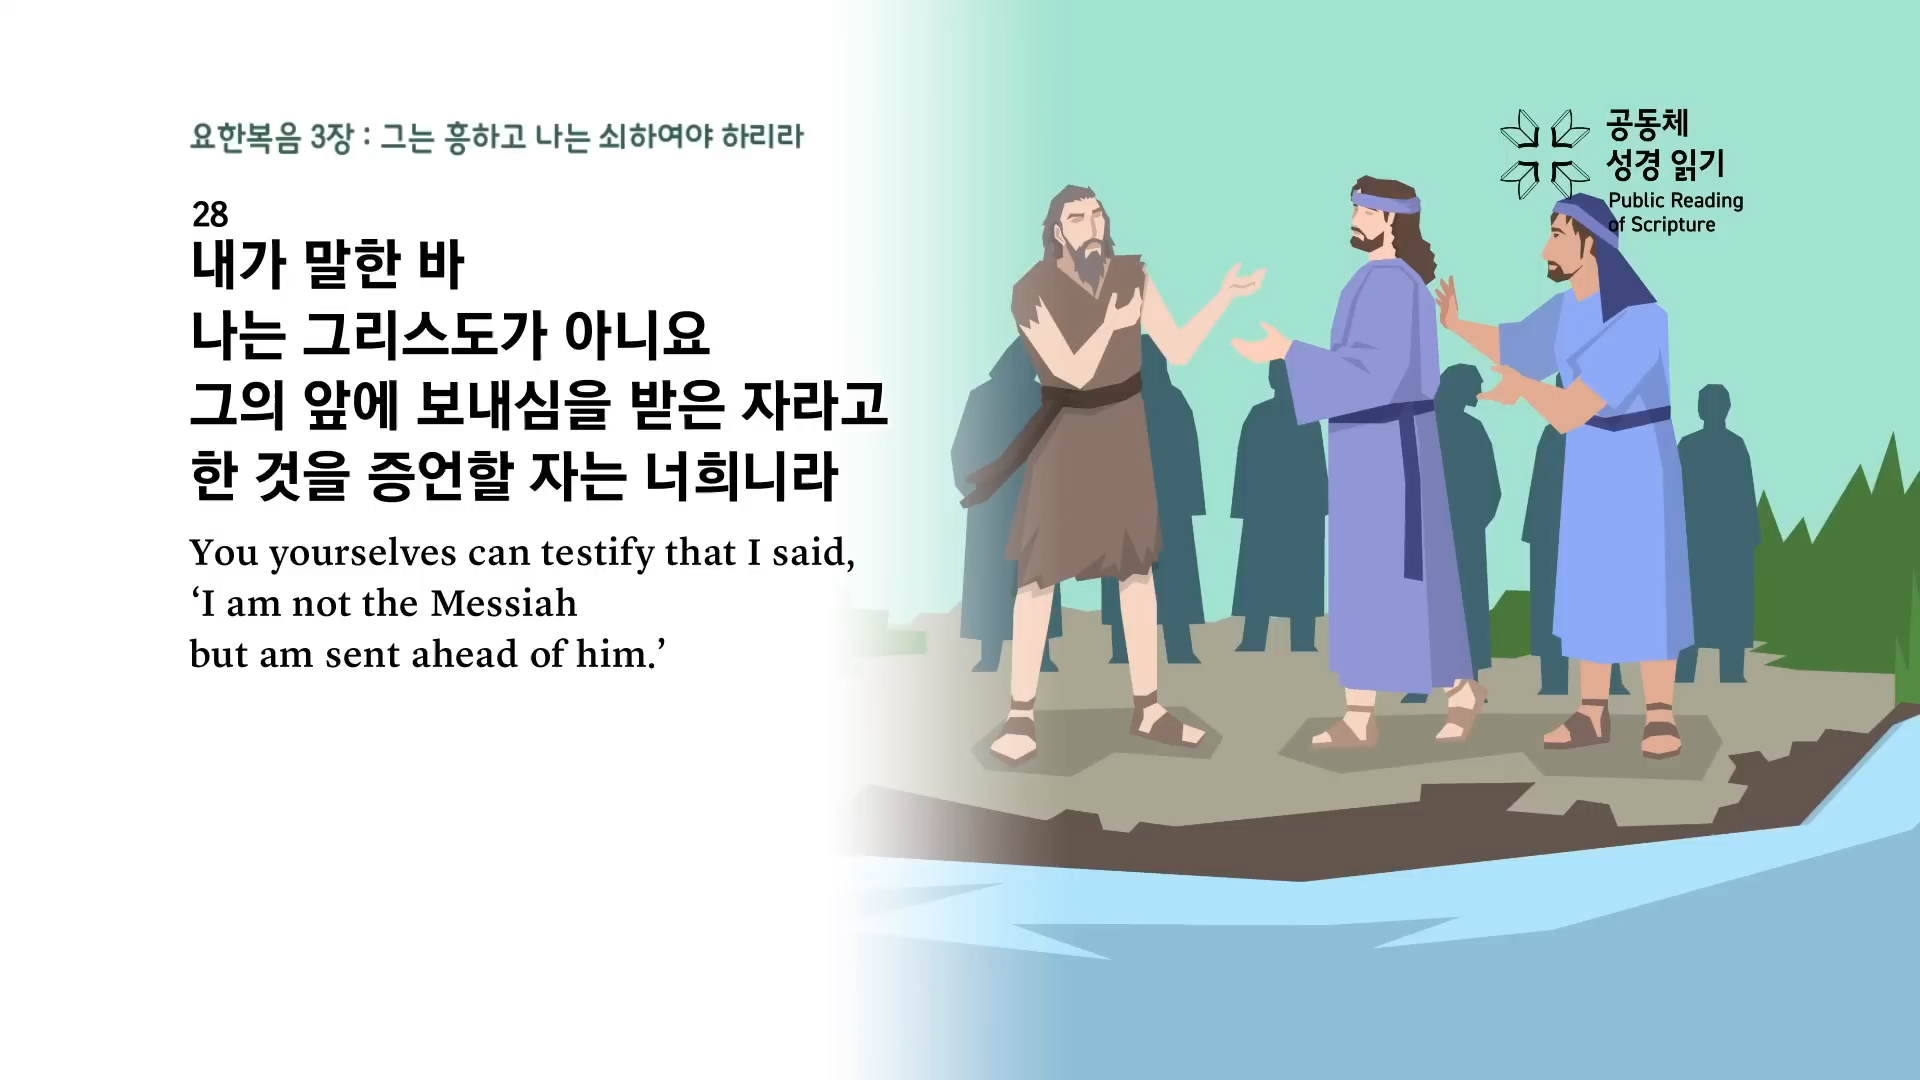 요한복음 3장 : 그는 흥하고 나는 쇠하여야 하리라
28
내가 말한 바
나는 그리스도가 아니요
그의 앞에 보내심을 받은 자라고
한 것을 증언할 자는 너희니라
You yourselves can testify that I said,
‘I am not the Messiah
but am sent ahead of him.’
공동체
성경 읽기
Public Reading
of Scripture